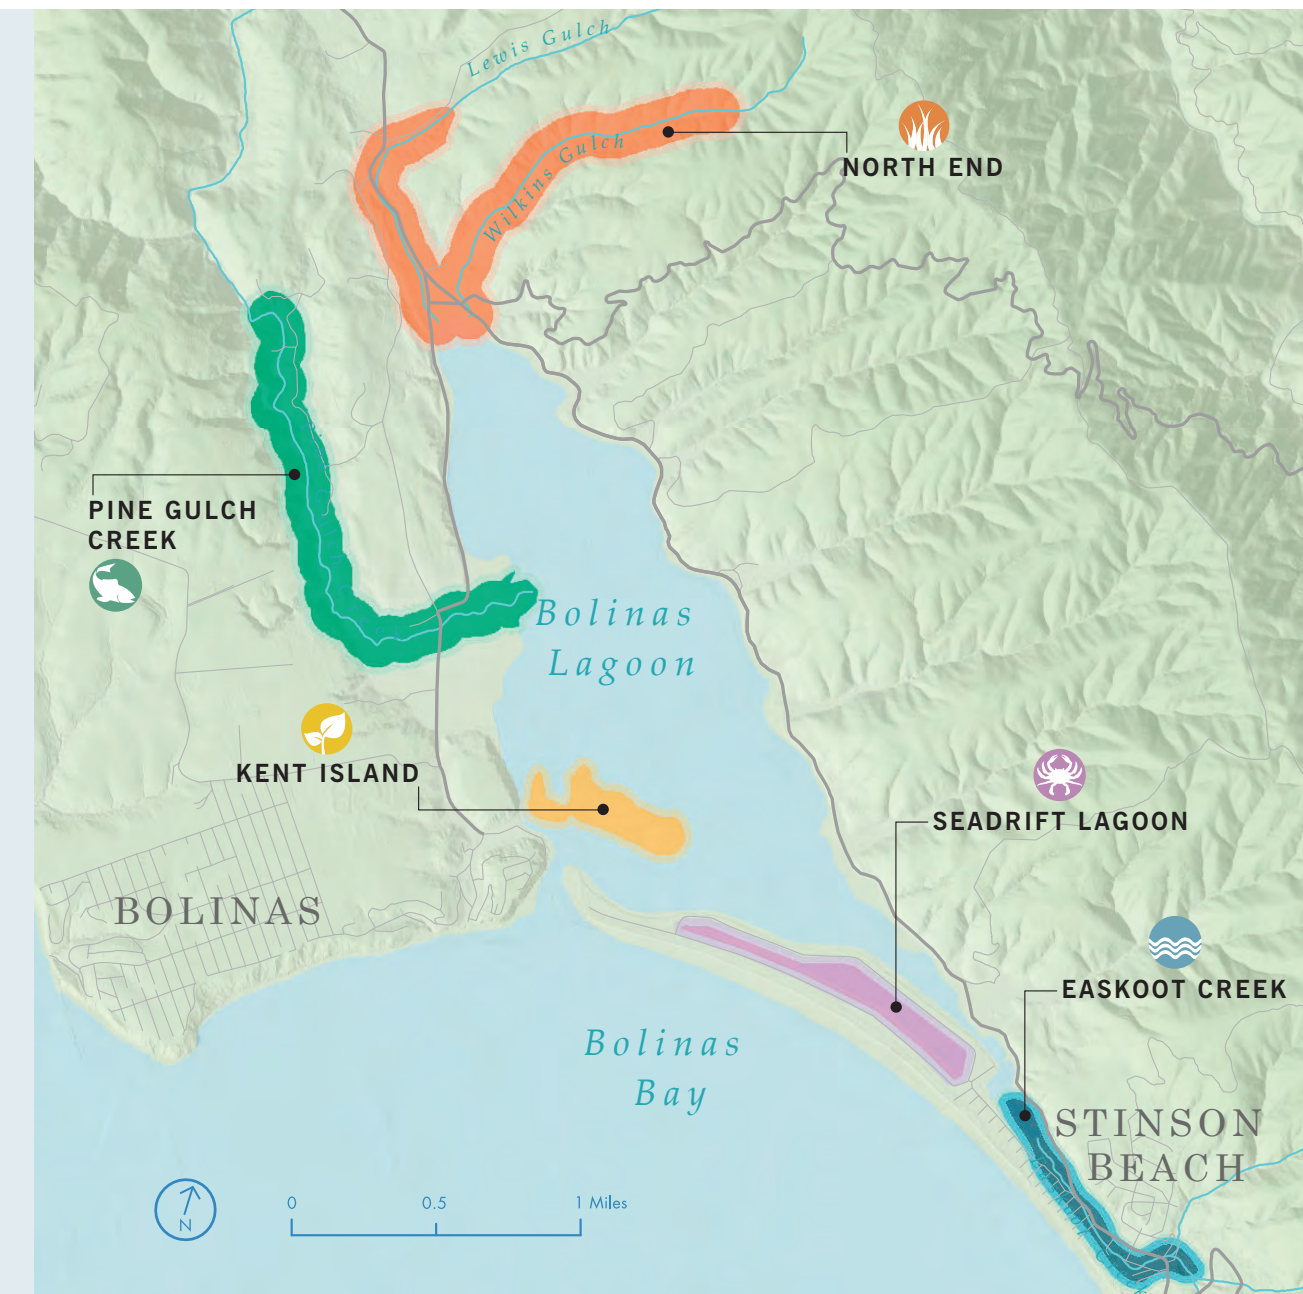 Lewis Gulch
Wilkins Gulch
NORTH END
PINE GULCH
CREEK
Bolinas
Lagoon
KENT ISLAND
SEADRIFT LAGOON
BOLINAS
EASKOOT CREEK
Bolinas
Bay
STINSON
BEACH
0 0.5 1 Miles
N